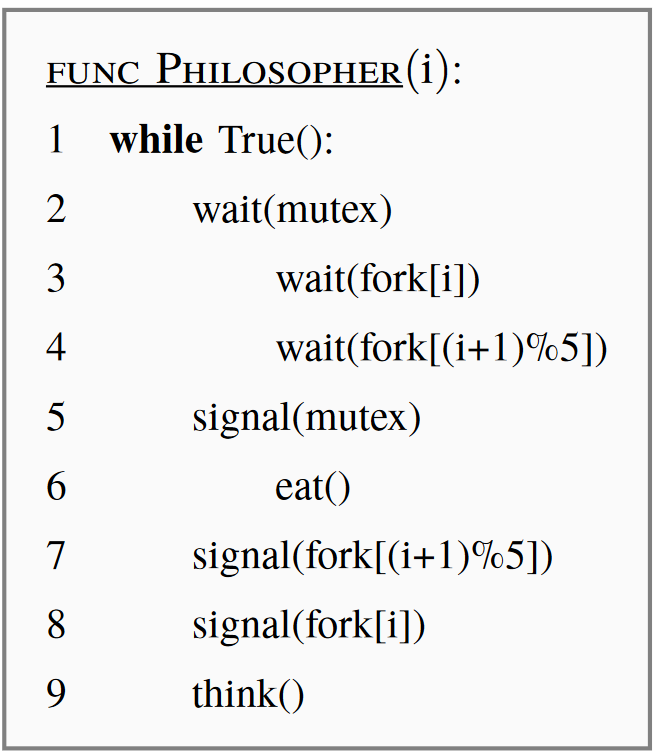 FUNC PHILOSOPHER(i):
1 while True():
2 wait(mutex)
3 wait(fork[i])
4 wait(fork[(i+1)%5])
5 signal(mutex)
6 eat()
7 signal(fork[(i+1)%5])
8 signal(fork[i])
9 think()